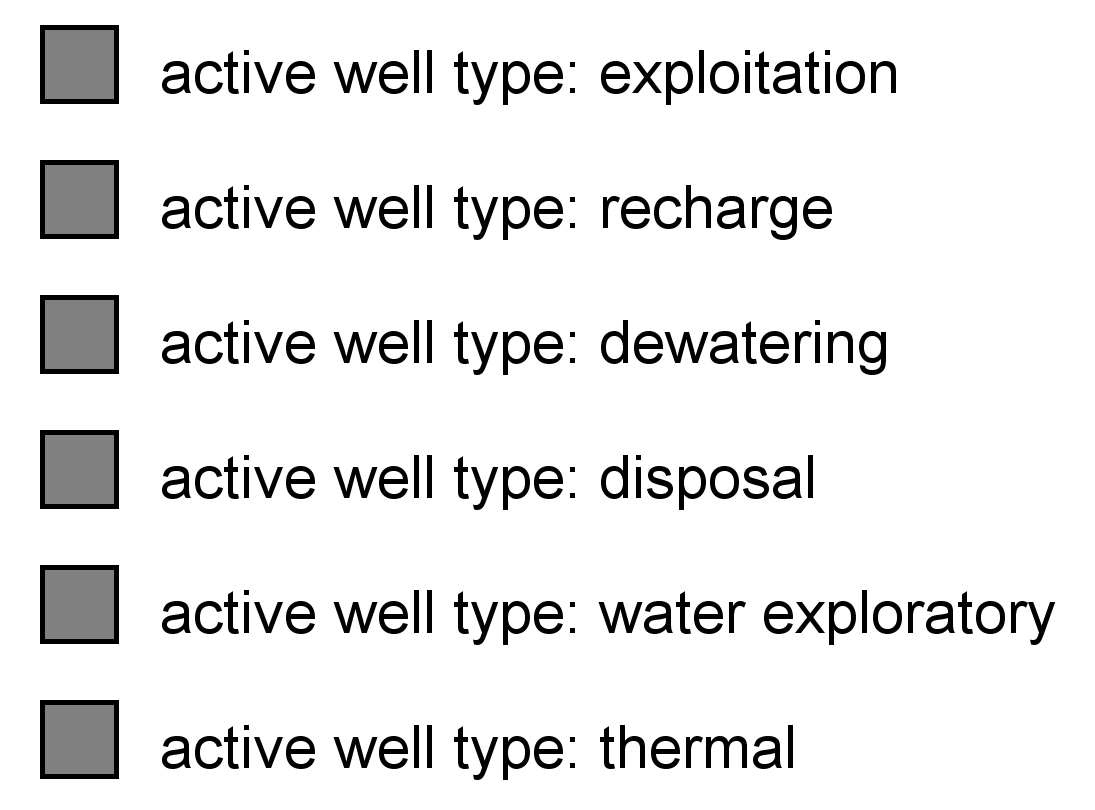 active well type: exploitation
active well type: recharge
active well type: dewatering
active well type: disposal
active well type: water exploratory
active well type: thermal